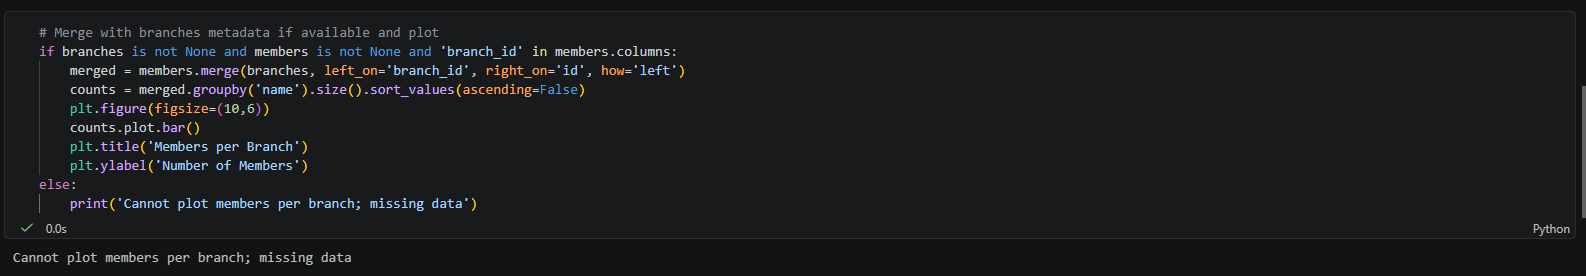 # Merge with branches metadata if available and plot
if branches is not None and members is not None and 'branch_id' in members.columns:
    merged = members.merge(branches, left_on='branch_id', right_on='id', how='left')
    counts = merged.groupby('name').size().sort_values(ascending=False)
    plt.figure(figsize=(10,6))
    counts.plot.bar()
    plt.title('Members per Branch')
    plt.ylabel('Number of Members')
else:
    print('Cannot plot members per branch; missing data')
0.0s Python
Cannot plot members per branch; missing data